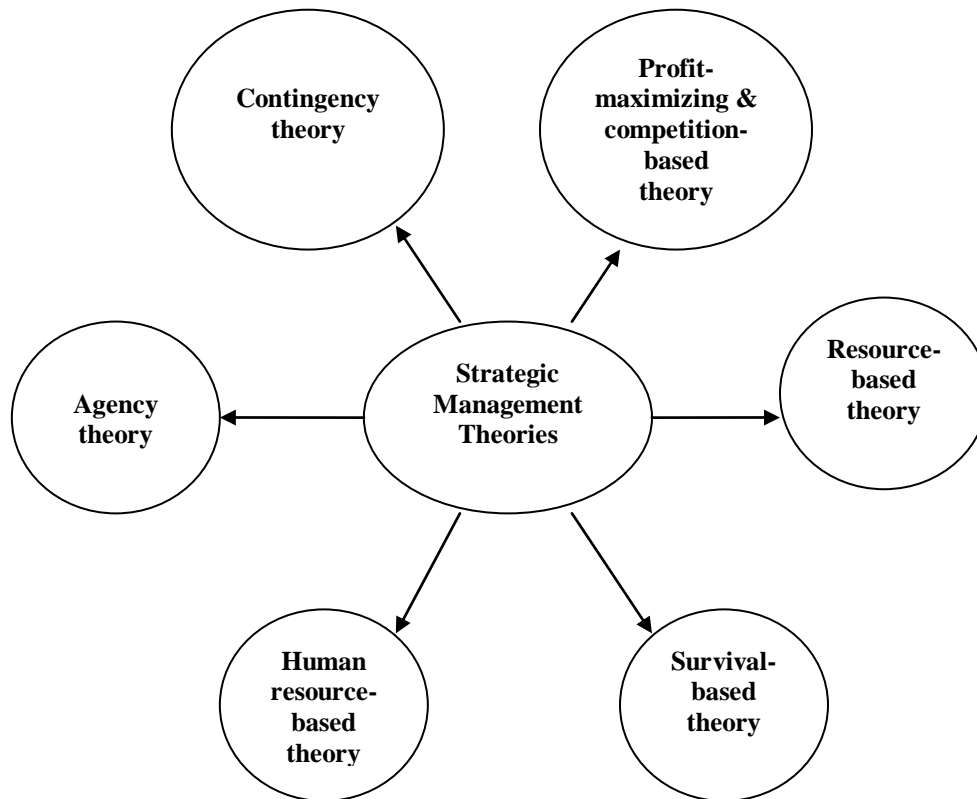 Contingency
theory
Profit-
maximizing &
competition-
based
theory
Strategic
Management
Theories
Resource-
based
theory
Agency
theory
Human
resource-
based
theory
Survival-
based
theory